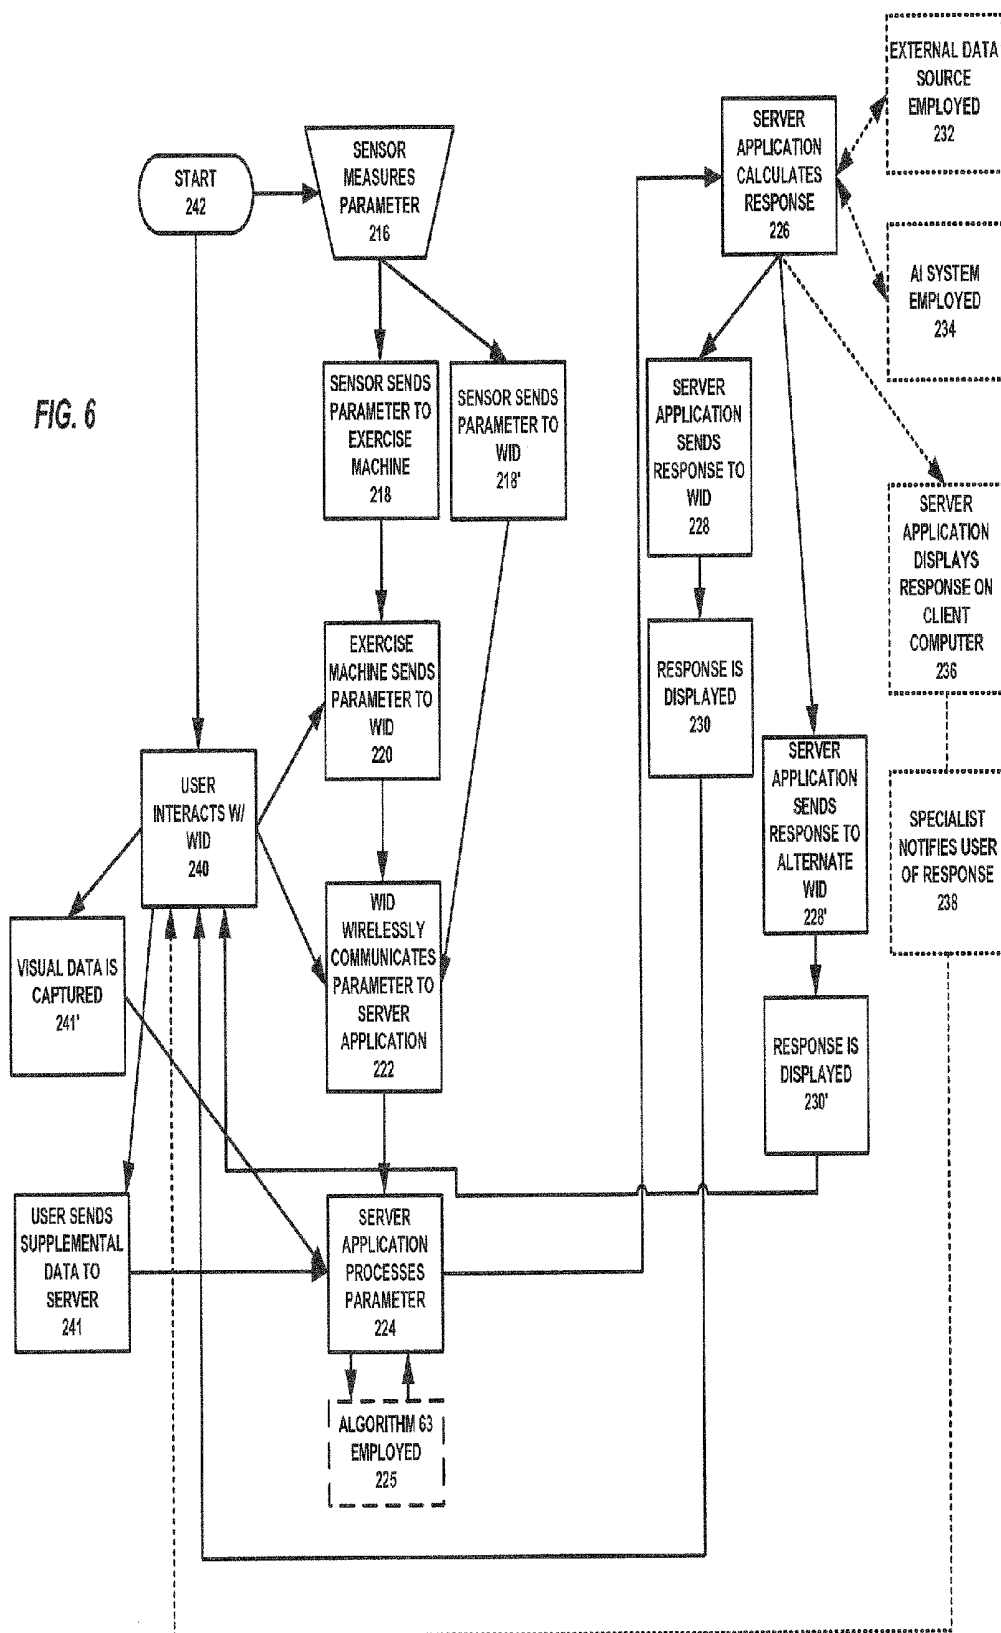 FIG. 6
START
242
SENSOR
MEASURES
PARAMETER
216
SENSOR SENDS
PARAMETER TO
EXERCISE
MACHINE
218
SENSOR SENDS
PARAMETER TO
WID
218'
EXERCISE
MACHINE SENDS
PARAMETER TO
WID
220
USER
INTERACTS W/
WID
240
WID
WIRELESSLY
COMMUNICATES
PARAMETER TO
SERVER
APPLICATION
222
VISUAL DATA IS
CAPTURED
241'
USER SENDS
SUPPLEMENTAL
DATA TO
SERVER
241
SERVER
APPLICATION
PROCESSES
PARAMETER
224
ALGORITHM 63
EMPLOYED
225
SERVER
APPLICATION
CALCULATES
RESPONSE
226
EXTERNAL DATA
SOURCE
EMPLOYED
232
AI SYSTEM
EMPLOYED
234
SERVER
APPLICATION
SENDS
RESPONSE TO
WID
228
RESPONSE IS
DISPLAYED
230
SERVER
APPLICATION
SENDS
RESPONSE TO
ALTERNATE
WID
228'
RESPONSE IS
DISPLAYED
230'
SERVER
APPLICATION
DISPLAYS
RESPONSE ON
CLIENT
COMPUTER
236
SPECIALIST
NOTIFIES USER
OF RESPONSE
238